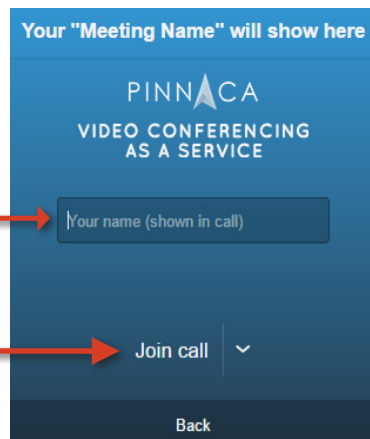 Your "Meeting Name" will show here
PINNACA
VIDEO CONFERENCING
AS A SERVICE
Your name (shown in call)
Join call
Back